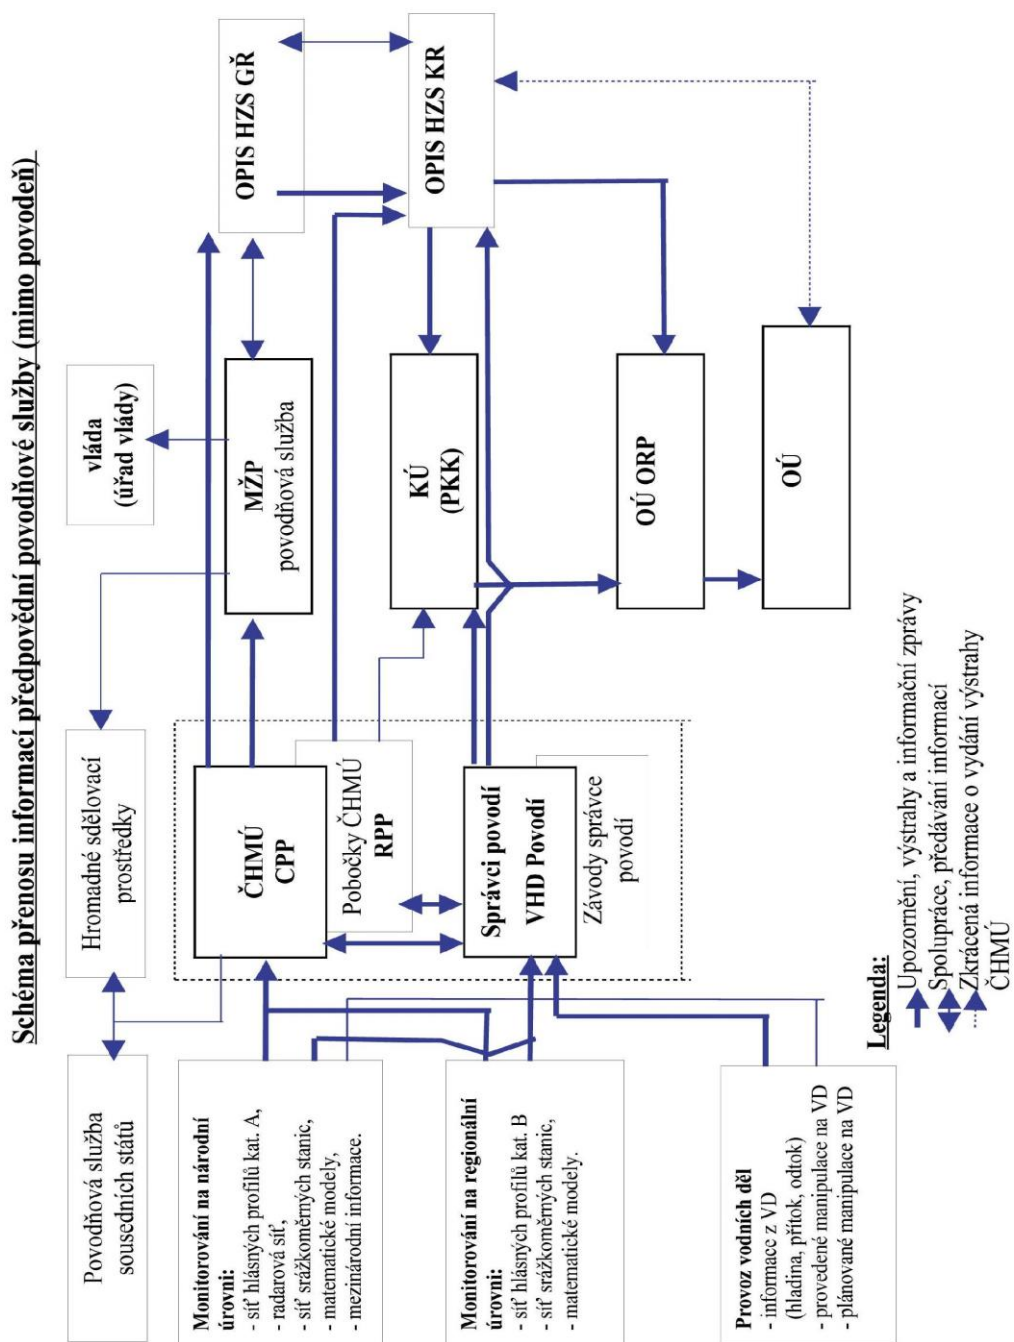 Schéma přenosu informací předpovědní povodňové služby (mimo povodeň)
Povodňová služba
sousedních států
Hromadné sdělovací
prostředky
vláda
(úřad vlády)
Monitorování na národní
úrovni:
- síť hlásných profilů kat. A,
- radarová síť,
- síť srážkoměrných stanic,
- matematické modely,
- mezinárodní informace.
ČHMÚ
CPP
Pobočky ČHMÚ
RPP
MŽP
povodňová služba
OPIS HZS GŘ
Monitorování na regionální
úrovni:
- síť hlásných profilů kat. B
- síť srážkoměrných stanic,
- matematické modely.
Správci povodí
VHD Povodí
Závody správce
povodí
KÚ
(PKK)
OPIS HZS KR
Provoz vodních děl
- informace z VD
(hladina, přítok, odtok)
- provedené manipulace na VD
- plánované manipulace na VD
OÚ ORP
OÚ
Legenda:
Upozornění, výstrahy a informační zprávy
Spolupráce, předávání informací
Zkrácená informace o vydání výstrahy
ČHMÚ